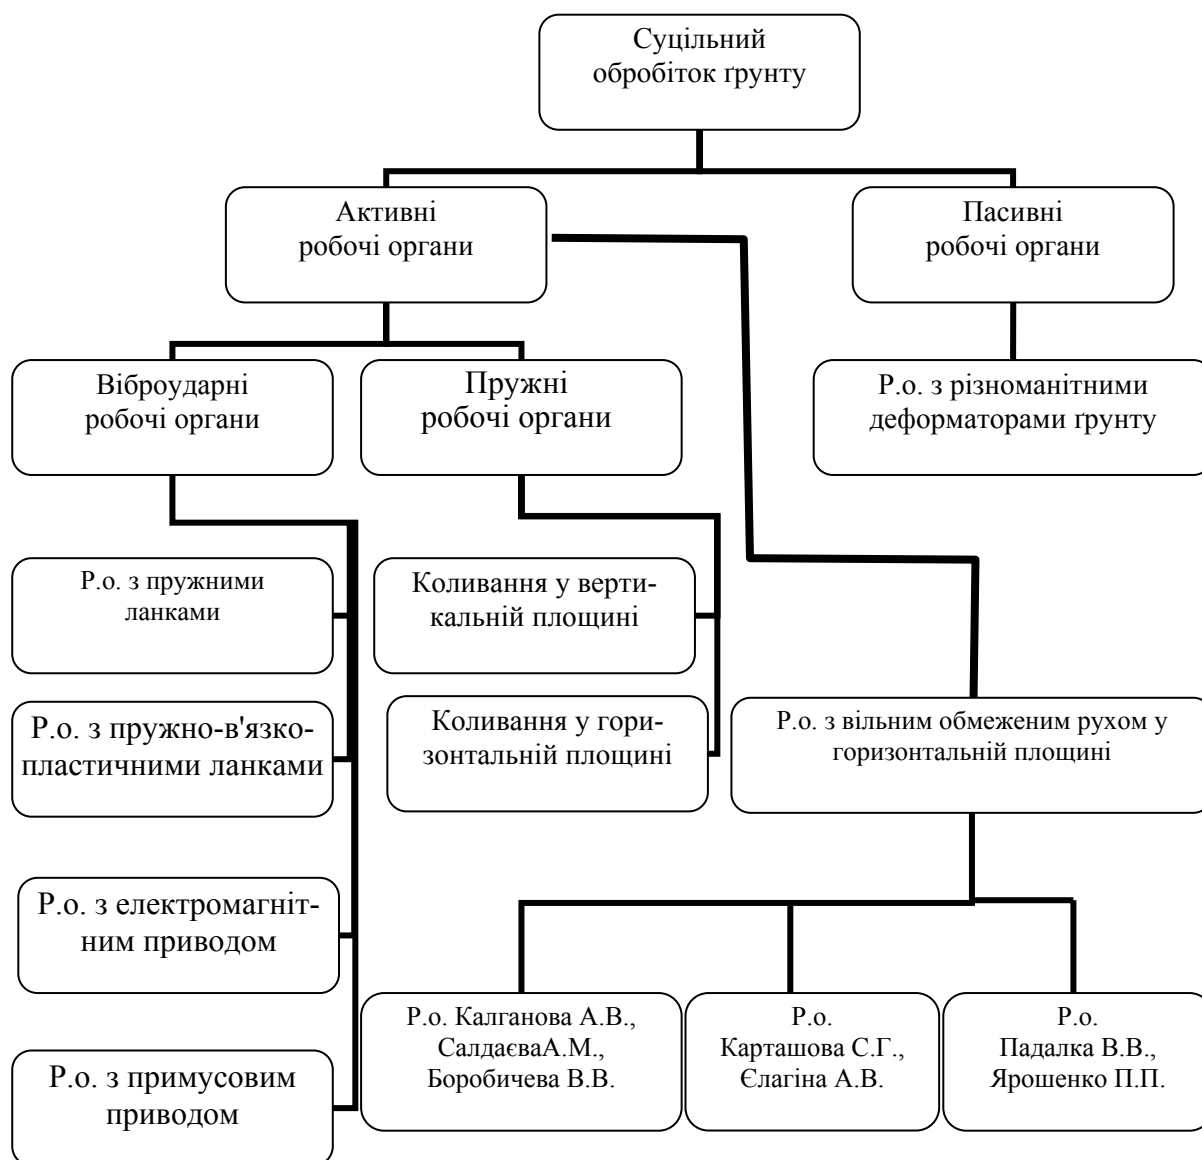 Суцільний
обробіток ґрунту
Активні
робочі органи
Пасивні
робочі органи
Віброударні
робочі органи
Пружні
робочі органи
Р.о. з різноманітними
деформаторами ґрунту
Р.о. з пружними
ланками
Коливання у верти-
кальній площині
Р.о. з пружно-в'язко-
пластичними ланками
Коливання у гори-
зонтальній площині
Р.о. з вільним обмеженим рухом у
горизонтальній площині
Р.о. з електромагніт-
ним приводом
Р.о. з примусовим
приводом
Р.о. Калганова А.В.,
СалдаєваА.М.,
Боробичева В.В.
Р.о.
Карташова С.Г.,
Єлагіна А.В.
Р.о.
Падалка В.В.,
Ярошенко П.П.